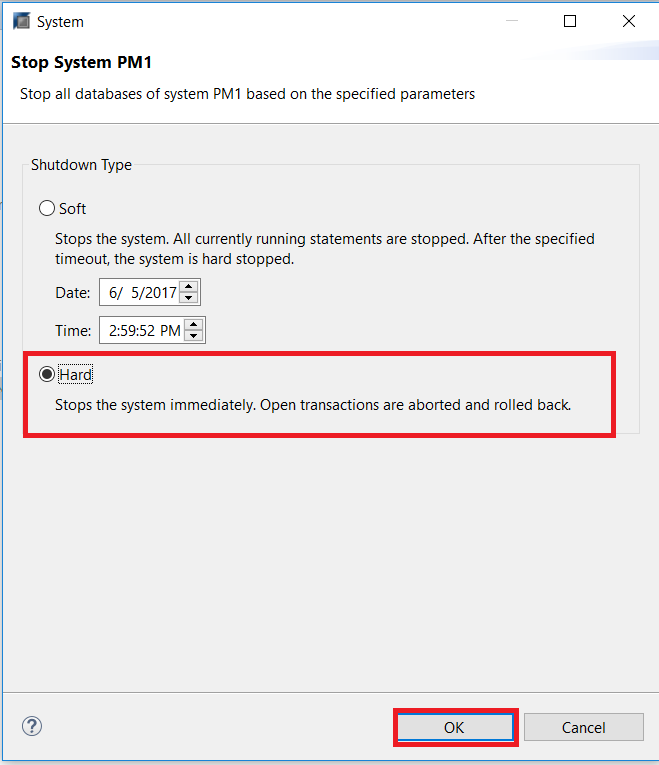 System
Stop System PM1
Stop all databases of system PM1 based on the specified parameters
Shutdown Type
Soft
Stops the system. All currently running statements are stopped. After the specified
timeout, the system is hard stopped.
Date: 6/ 5/2017
Time: 2:59:52 PM
Hard
Stops the system immediately. Open transactions are aborted and rolled back.
?
OK Cancel